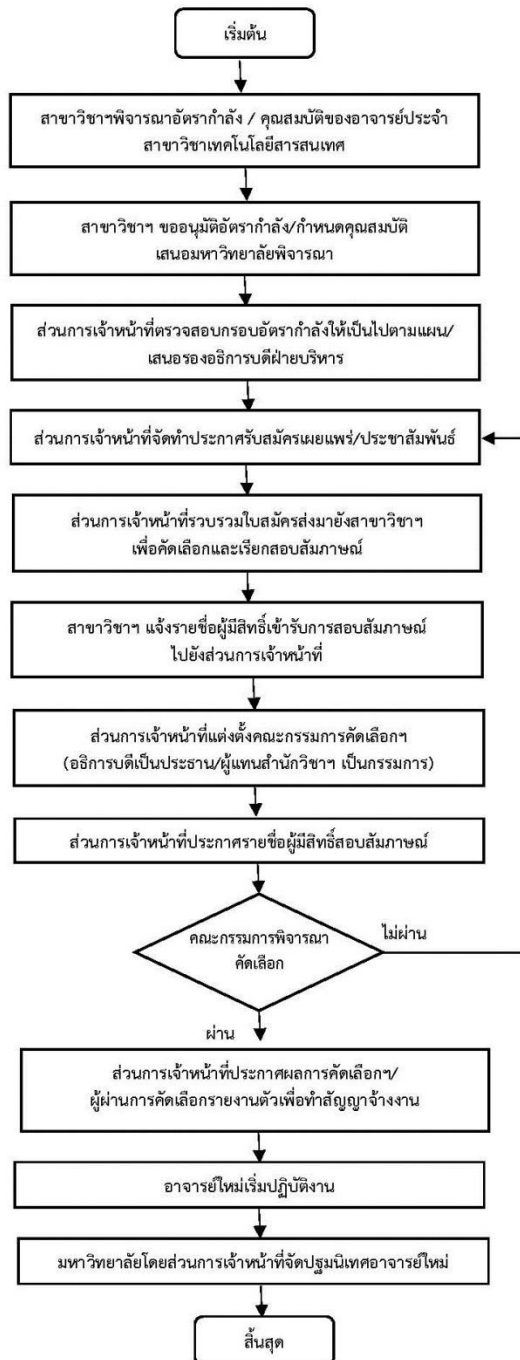 เริ่มต้น
สาขาวิชาฯพิจารณาอัตรากำลัง / คุณสมบัติของอาจารย์ประจำ
สาขาวิชาเทคโนโลยีสารสนเทศ
สาขาวิชาฯ ขออนุมัติอัตรากำลัง/กำหนดคุณสมบัติ
เสนอมหาวิทยาลัยพิจารณา
ส่วนการเจ้าหน้าที่ตรวจสอบกรอบอัตรากำลังให้เป็นไปตามแผน/
เสนอรองอธิการบดีฝ่ายบริหาร
ส่วนการเจ้าหน้าที่จัดทำประกาศรับสมัครเผยแพร่/ประชาสัมพันธ์
ส่วนการเจ้าหน้าที่รวบรวมใบสมัครส่งมายังสาขาวิชาฯ
เพื่อคัดเลือกและเรียกสอบสัมภาษณ์
สาขาวิชาฯ แจ้งรายชื่อผู้มีสิทธิ์เข้ารับการสอบสัมภาษณ์
ไปยังส่วนการเจ้าหน้าที่
ส่วนการเจ้าหน้าที่แต่งตั้งคณะกรรมการคัดเลือกฯ
(อธิการบดีเป็นประธาน/ผู้แทนสำนักวิชาฯ เป็นกรรมการ)
ส่วนการเจ้าหน้าที่ประกาศรายชื่อผู้มีสิทธิ์สอบสัมภาษณ์
คณะกรรมการพิจารณา
คัดเลือก
ไม่ผ่าน
ผ่าน
ส่วนการเจ้าหน้าที่ประกาศผลการคัดเลือกฯ/
ผู้ผ่านการคัดเลือกรายงานตัวเพื่อทำสัญญาจ้างงาน
อาจารย์ใหม่เริ่มปฏิบัติงาน
มหาวิทยาลัยโดยส่วนการเจ้าหน้าที่จัดปฐมนิเทศอาจารย์ใหม่
สิ้นสุด